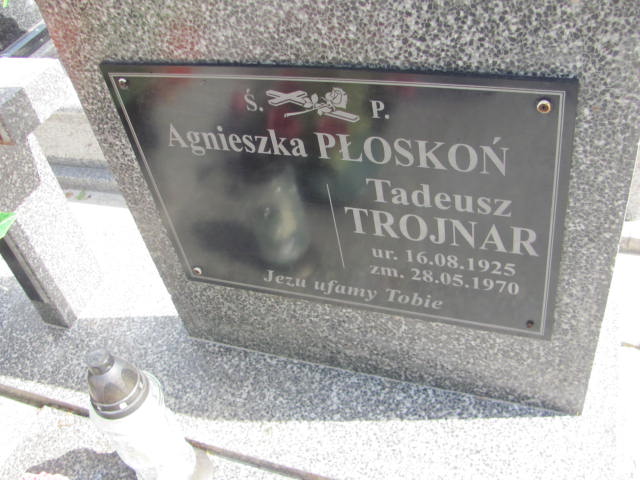 Ś. P.
Agnieszka PŁOSKOŃ
Tadeusz
TROJNAR
ur. 16.08.1925
zm. 28.05.1970
Jezu ufamy Tobie